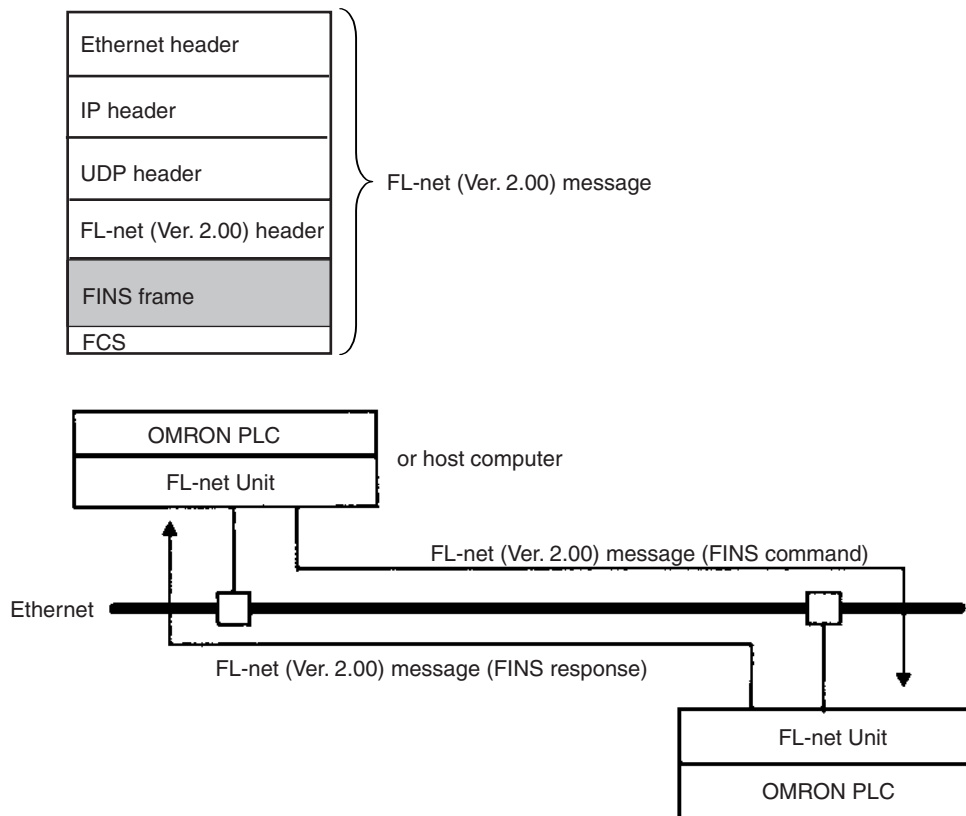 Ethernet header
IP header
UDP header
FL-net (Ver. 2.00) header
FINS frame
FCS
FL-net (Ver. 2.00) message
OMRON PLC
FL-net Unit
or host computer
FL-net (Ver. 2.00) message (FINS command)
Ethernet
FL-net (Ver. 2.00) message (FINS response)
FL-net Unit
OMRON PLC